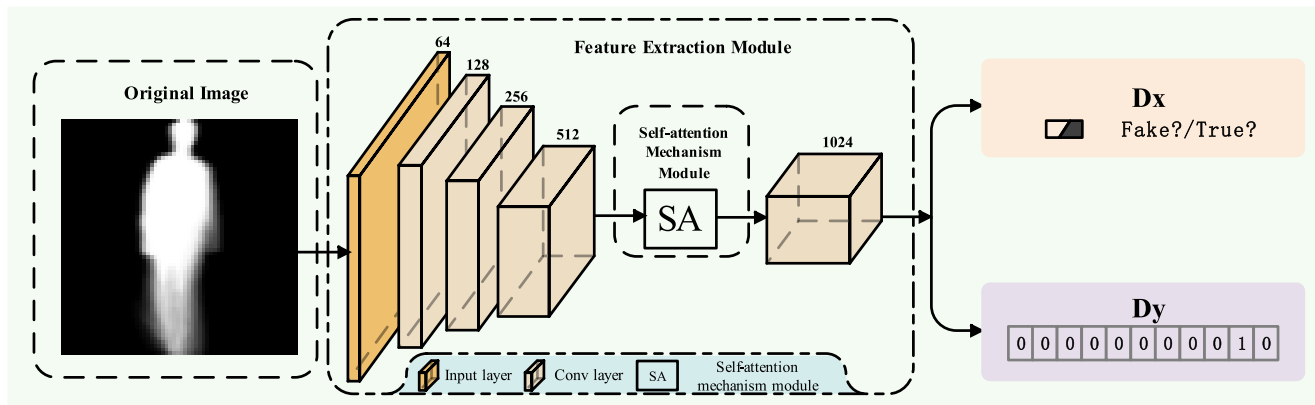 Original Image
Feature Extraction Module
64
128
256
512
Self-attention
Mechanism
Module
SA
1024
Dx
Fake?/True?
Dy
0 0 0 0 0 0 0 0 0 1 0
Input layer
Conv layer
SA
Self-attention
mechanism module